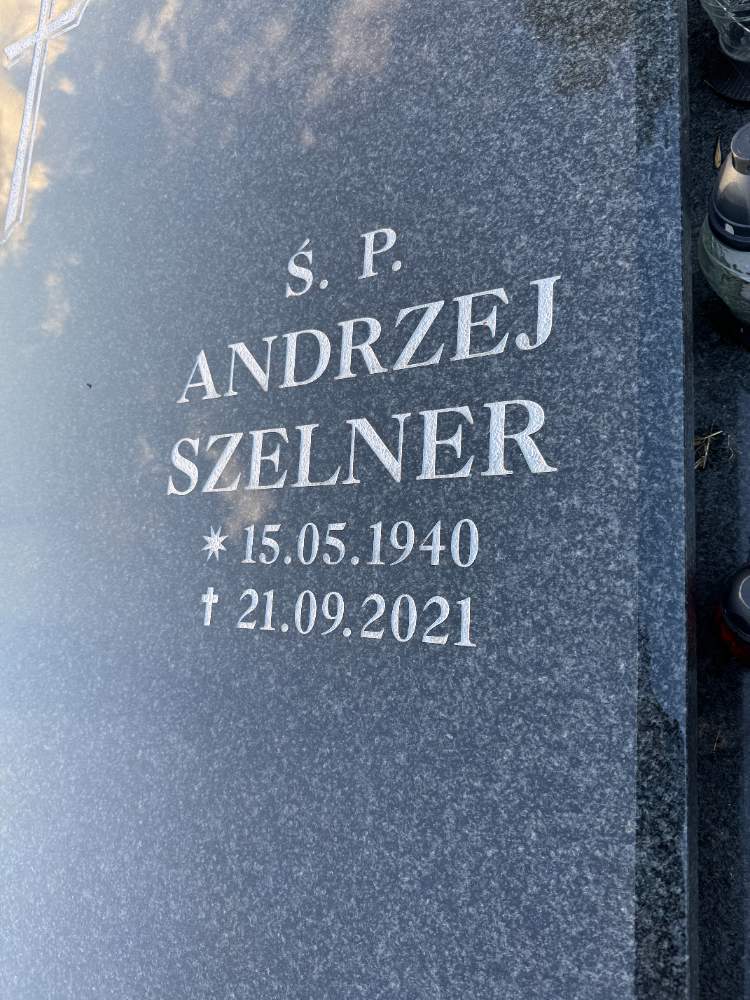 Ś. P.
ANDRZEJ
SZELNER
* 15.05.1940
† 21.09.2021